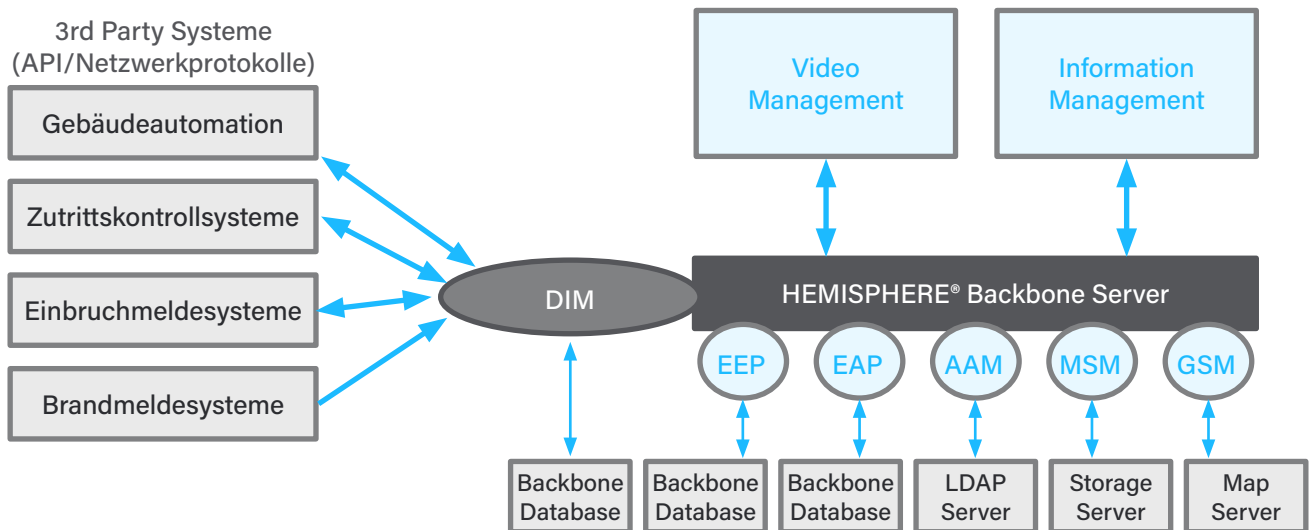 3rd Party Systeme
(API/Netzwerkprotokolle)
Gebäudeautomation
Zutrittskontrollsysteme
Einbruchmeldesysteme
Brandmeldesysteme
Video
Management
Information
Management
DIM
HEMISPHERE® Backbone Server
EEP
EAP
AAM
MSM
GSM
Backbone
Database
Backbone
Database
Backbone
Database
LDAP
Server
Storage
Server
Map
Server